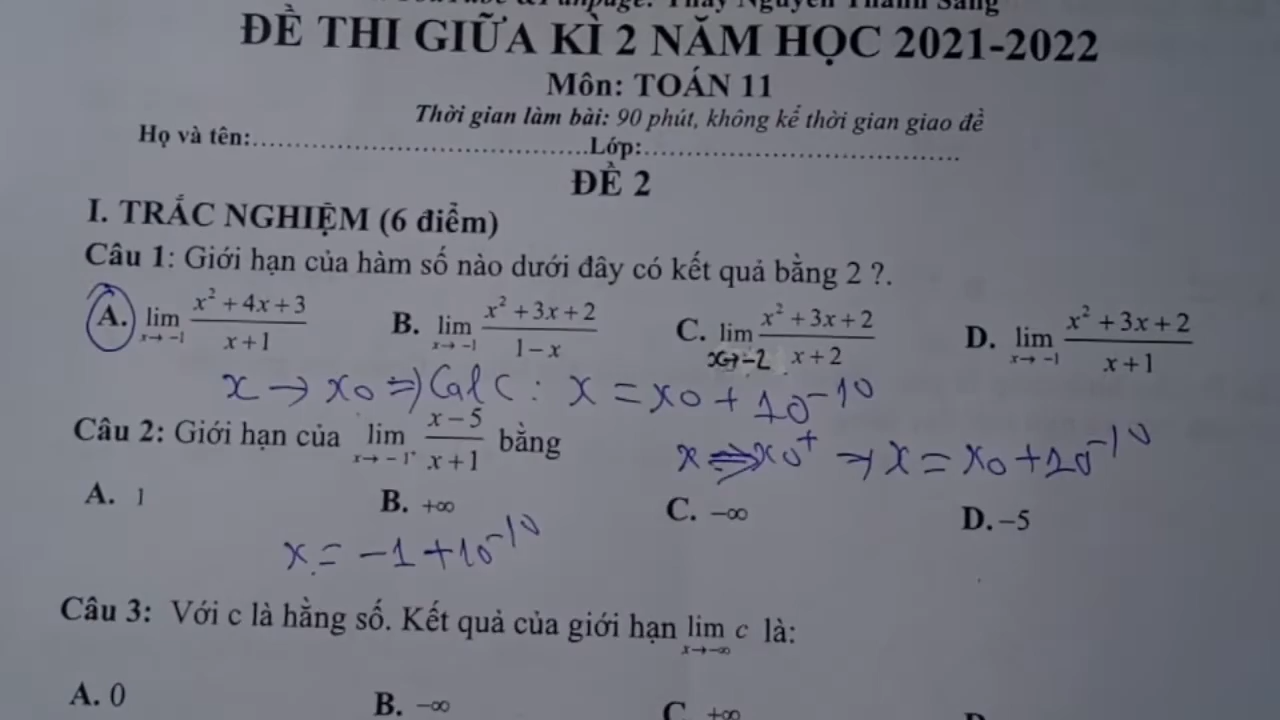 Fanpage: Thầy Nguyễn Thanh Sang
ĐỀ THI GIỮA KÌ 2 NĂM HỌC 2021-2022
Môn: TOÁN 11
Thời gian làm bài: 90 phút, không kể thời gian giao đề
Họ và tên:.......................................Lớp:.....................................
ĐỀ 2
I. TRẮC NGHIỆM (6 điểm)
Câu 1: Giới hạn của hàm số nào dưới đây có kết quả bằng 2 ?.
A. lim x→ -1 (x² + 4x + 3)/(x + 1) B. lim x→ -1 (x² + 3x + 2)/(1 - x) C. lim x→-2 (x² + 3x + 2)/(x + 2) D. lim x→ -1 (x² + 3x + 2)/(x + 1)
x → x0 ⇒ Calc : x = x0 + 10^-10
Câu 2: Giới hạn của lim x→ -1⁺ (x - 5)/(x + 1) bằng
x → x0⁺ ⇒ x = x0 + 10^-10
A. 1 B. +∞ C. -∞ D. -5
x = -1 + 10^-10
Câu 3: Với c là hằng số. Kết quả của giới hạn lim x→-∞ c là:
A. 0 B. -∞ C. +∞